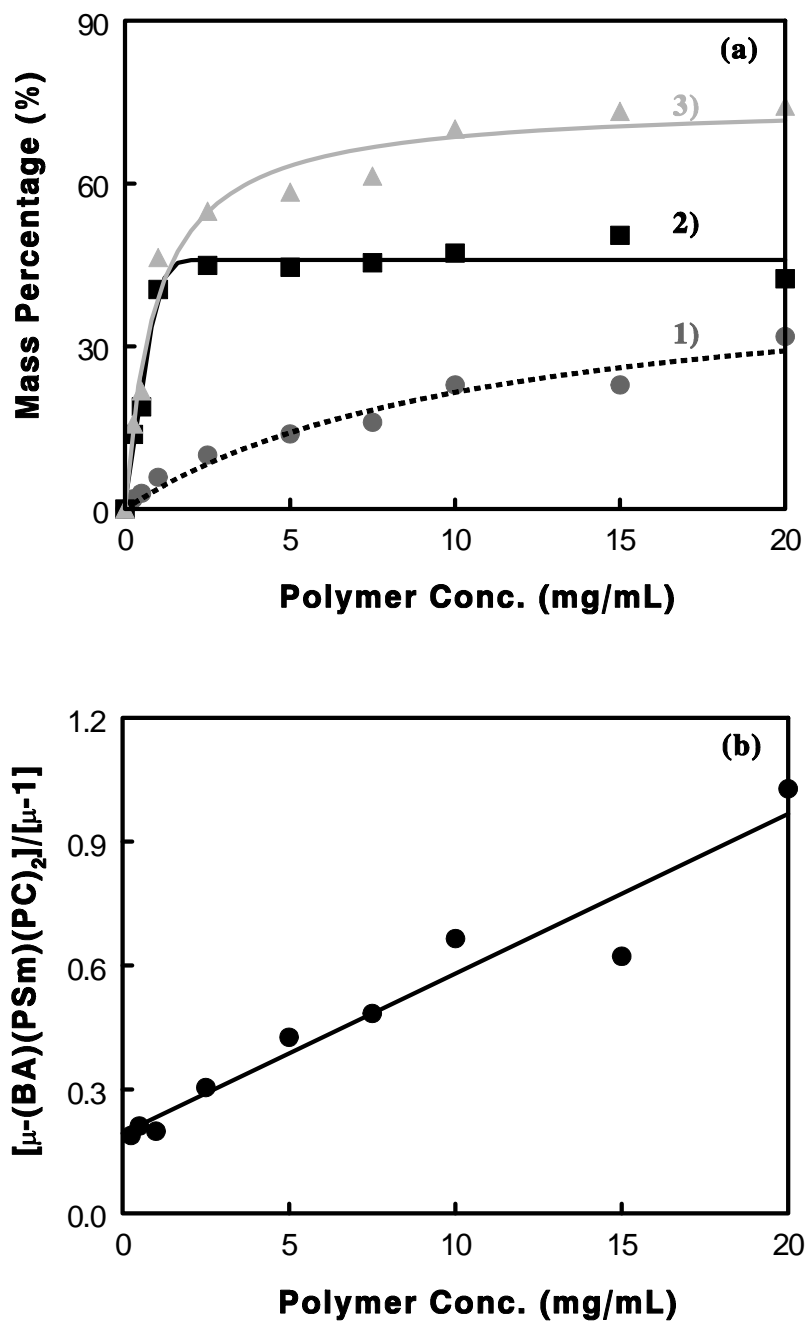 90
(a)
3)
60
2)
30
1)
0
Mass Percentage (%)
0 5 10 15 20
Polymer Conc. (mg/mL)
1.2
(b)
0.9
0.6
0.3
0.0
[μ-(BA)(PSm)(PC)₂]/[μ-1]
0 5 10 15 20
Polymer Conc. (mg/mL)